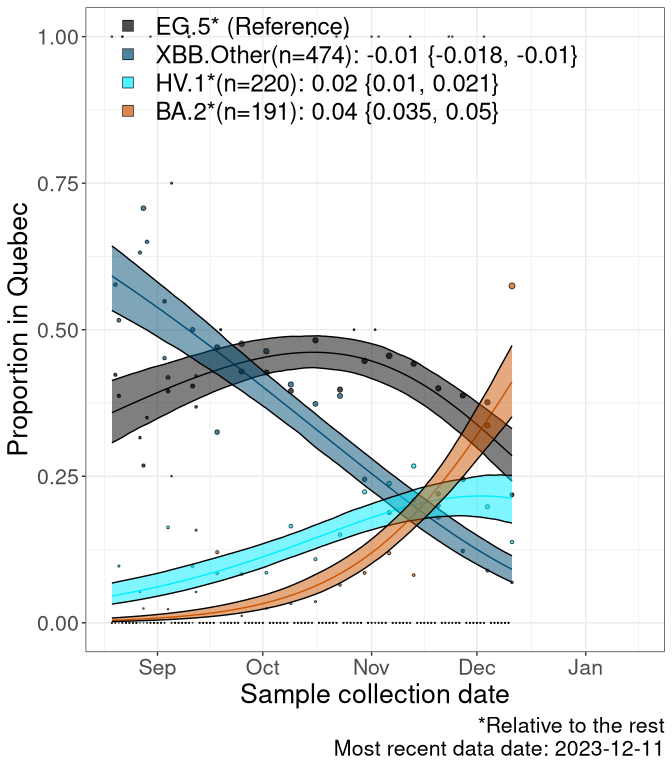 EG.5* (Reference)
XBB.Other(n=474): -0.01 {-0.018, -0.01}
HV.1*(n=220): 0.02 {0.01, 0.021}
BA.2*(n=191): 0.04 {0.035, 0.05}
Proportion in Quebec
1.00
0.75
0.50
0.25
0.00
Sep Oct Nov Dec Jan
Sample collection date
*Relative to the rest
Most recent data date: 2023-12-11